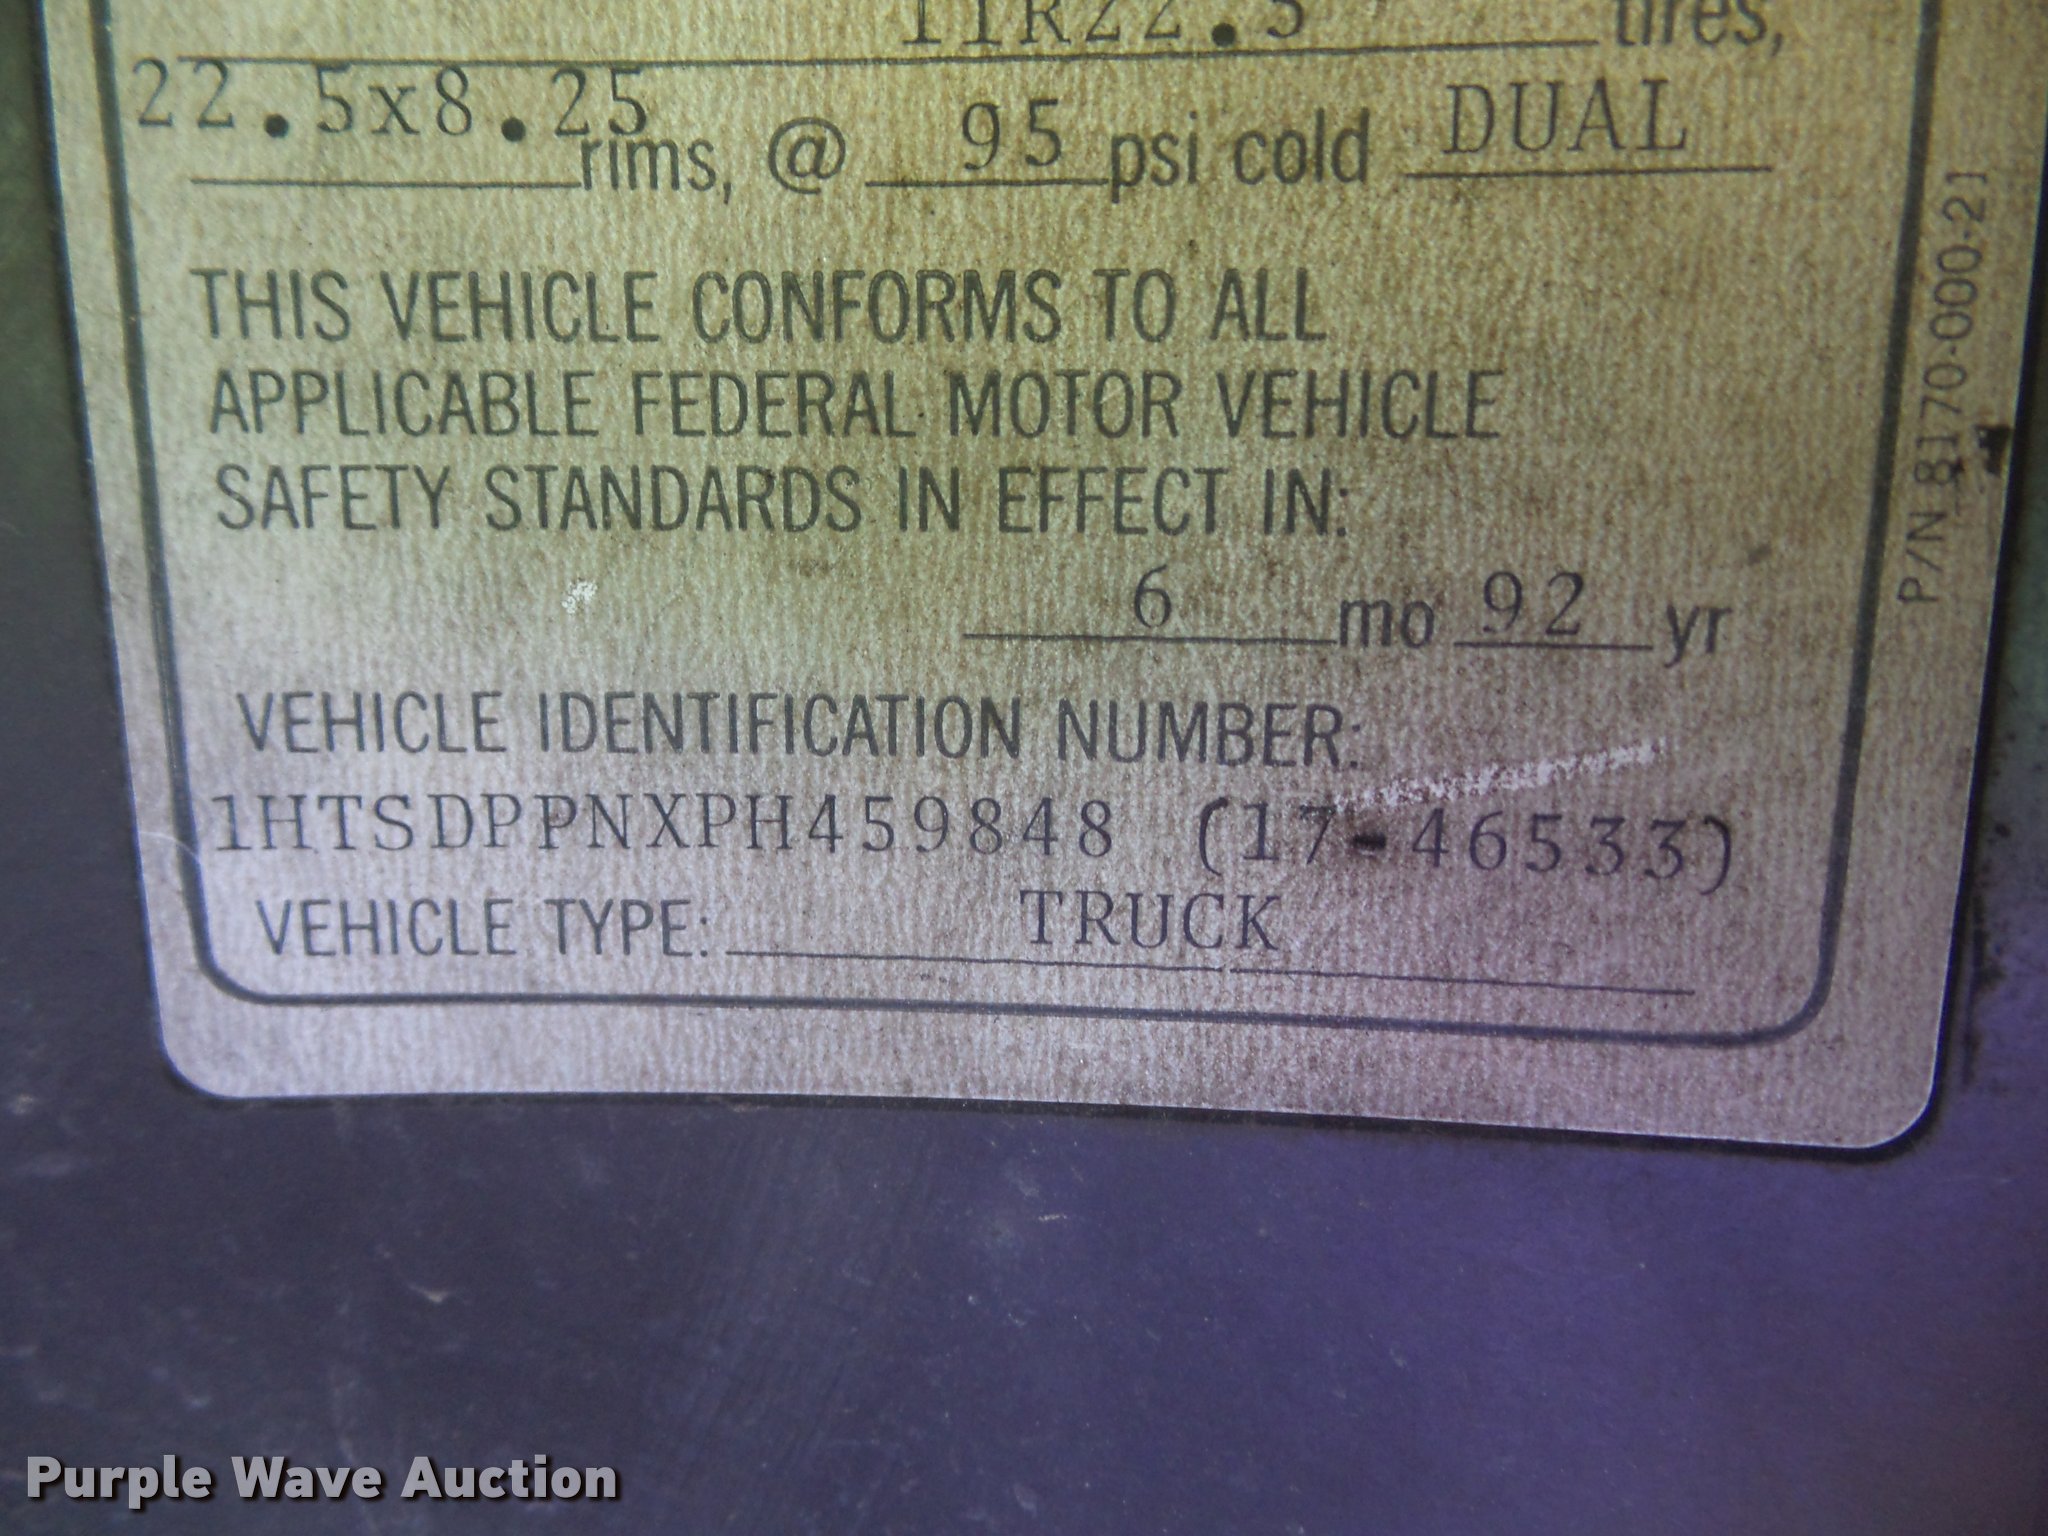 11R22.5 tires,
22.5x8.25 rims, @ 95 psi cold DUAL
THIS VEHICLE CONFORMS TO ALL
APPLICABLE FEDERAL MOTOR VEHICLE
SAFETY STANDARDS IN EFFECT IN:
6 mo 92 yr
VEHICLE IDENTIFICATION NUMBER:
1HTSDPPNXPH459848 (17-46533)
VEHICLE TYPE: TRUCK
P/N 8170-000-21
Purple Wave Auction